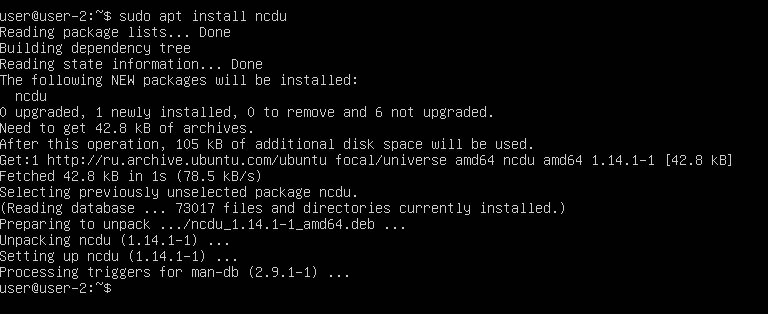 user@user-2:~$ sudo apt install ncdu
Reading package lists... Done
Building dependency tree
Reading state information... Done
The following NEW packages will be installed:
  ncdu
0 upgraded, 1 newly installed, 0 to remove and 6 not upgraded.
Need to get 42.8 kB of archives.
After this operation, 105 kB of additional disk space will be used.
Get:1 http://ru.archive.ubuntu.com/ubuntu focal/universe amd64 ncdu amd64 1.14.1-1 [42.8 kB]
Fetched 42.8 kB in 1s (78.5 kB/s)
Selecting previously unselected package ncdu.
(Reading database ... 73017 files and directories currently installed.)
Preparing to unpack .../ncdu_1.14.1-1_amd64.deb ...
Unpacking ncdu (1.14.1-1) ...
Setting up ncdu (1.14.1-1) ...
Processing triggers for man-db (2.9.1-1) ...
user@user-2:~$